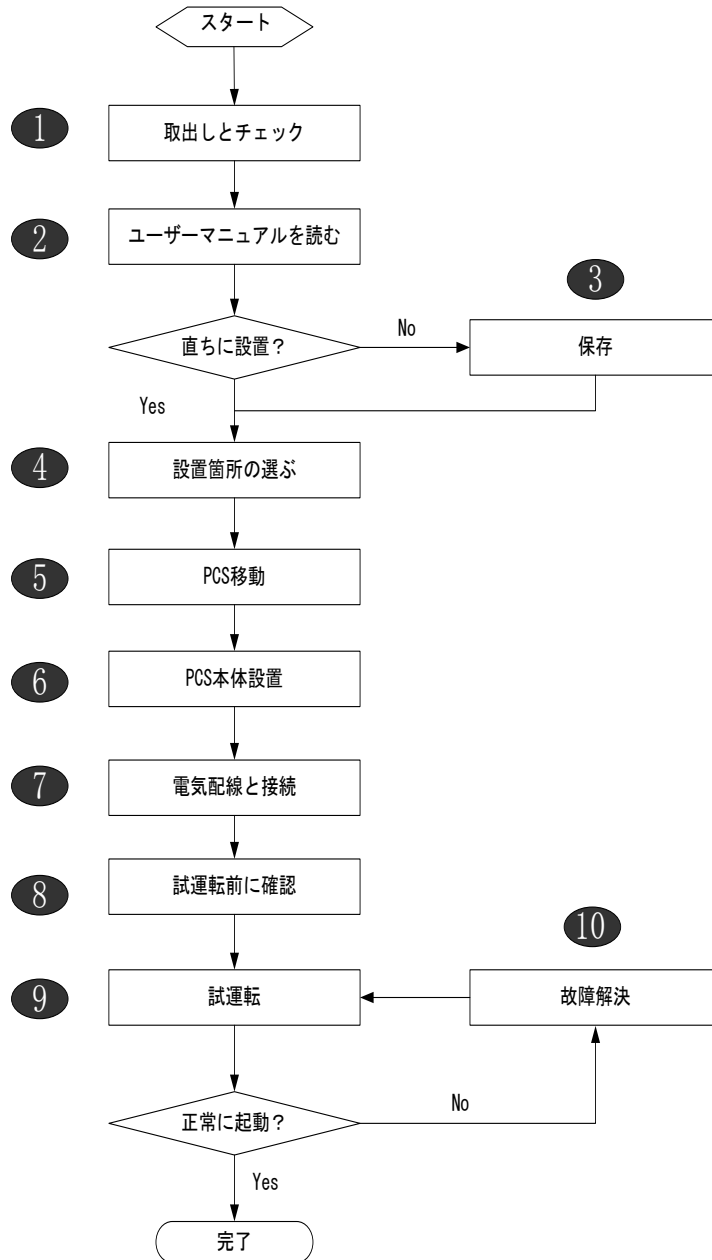 スタート
1
取出しとチェック
2
ユーザーマニュアルを読む
3
直ちに設置？
No
保存
Yes
4
設置箇所の選ぶ
5
PCS移動
6
PCS本体設置
7
電気配線と接続
8
試運転前に確認
10
9
試運転
故障解決
正常に起動？
No
Yes
完了